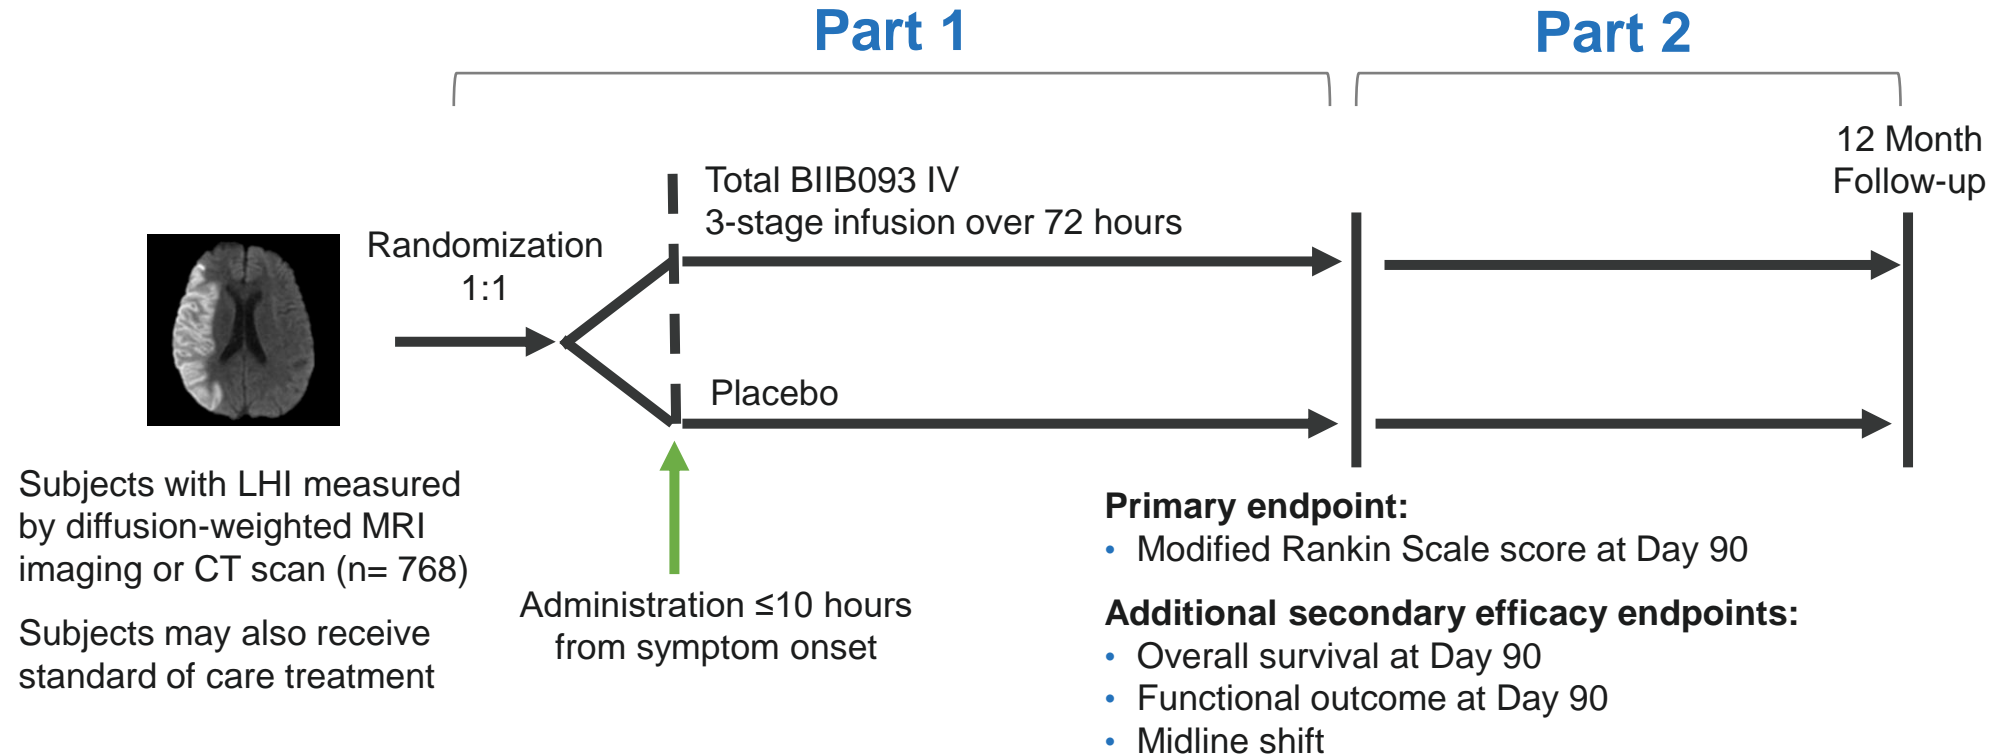 Part 1
Part 2
12 Month
Follow-up
Total BIIB093 IV
3-stage infusion over 72 hours
Randomization
1:1
Placebo
Subjects with LHI measured
by diffusion-weighted MRI
imaging or CT scan (n= 768)
Subjects may also receive
standard of care treatment
Administration ≤10 hours
from symptom onset
Primary endpoint:
• Modified Rankin Scale score at Day 90
Additional secondary efficacy endpoints:
• Overall survival at Day 90
• Functional outcome at Day 90
• Midline shift